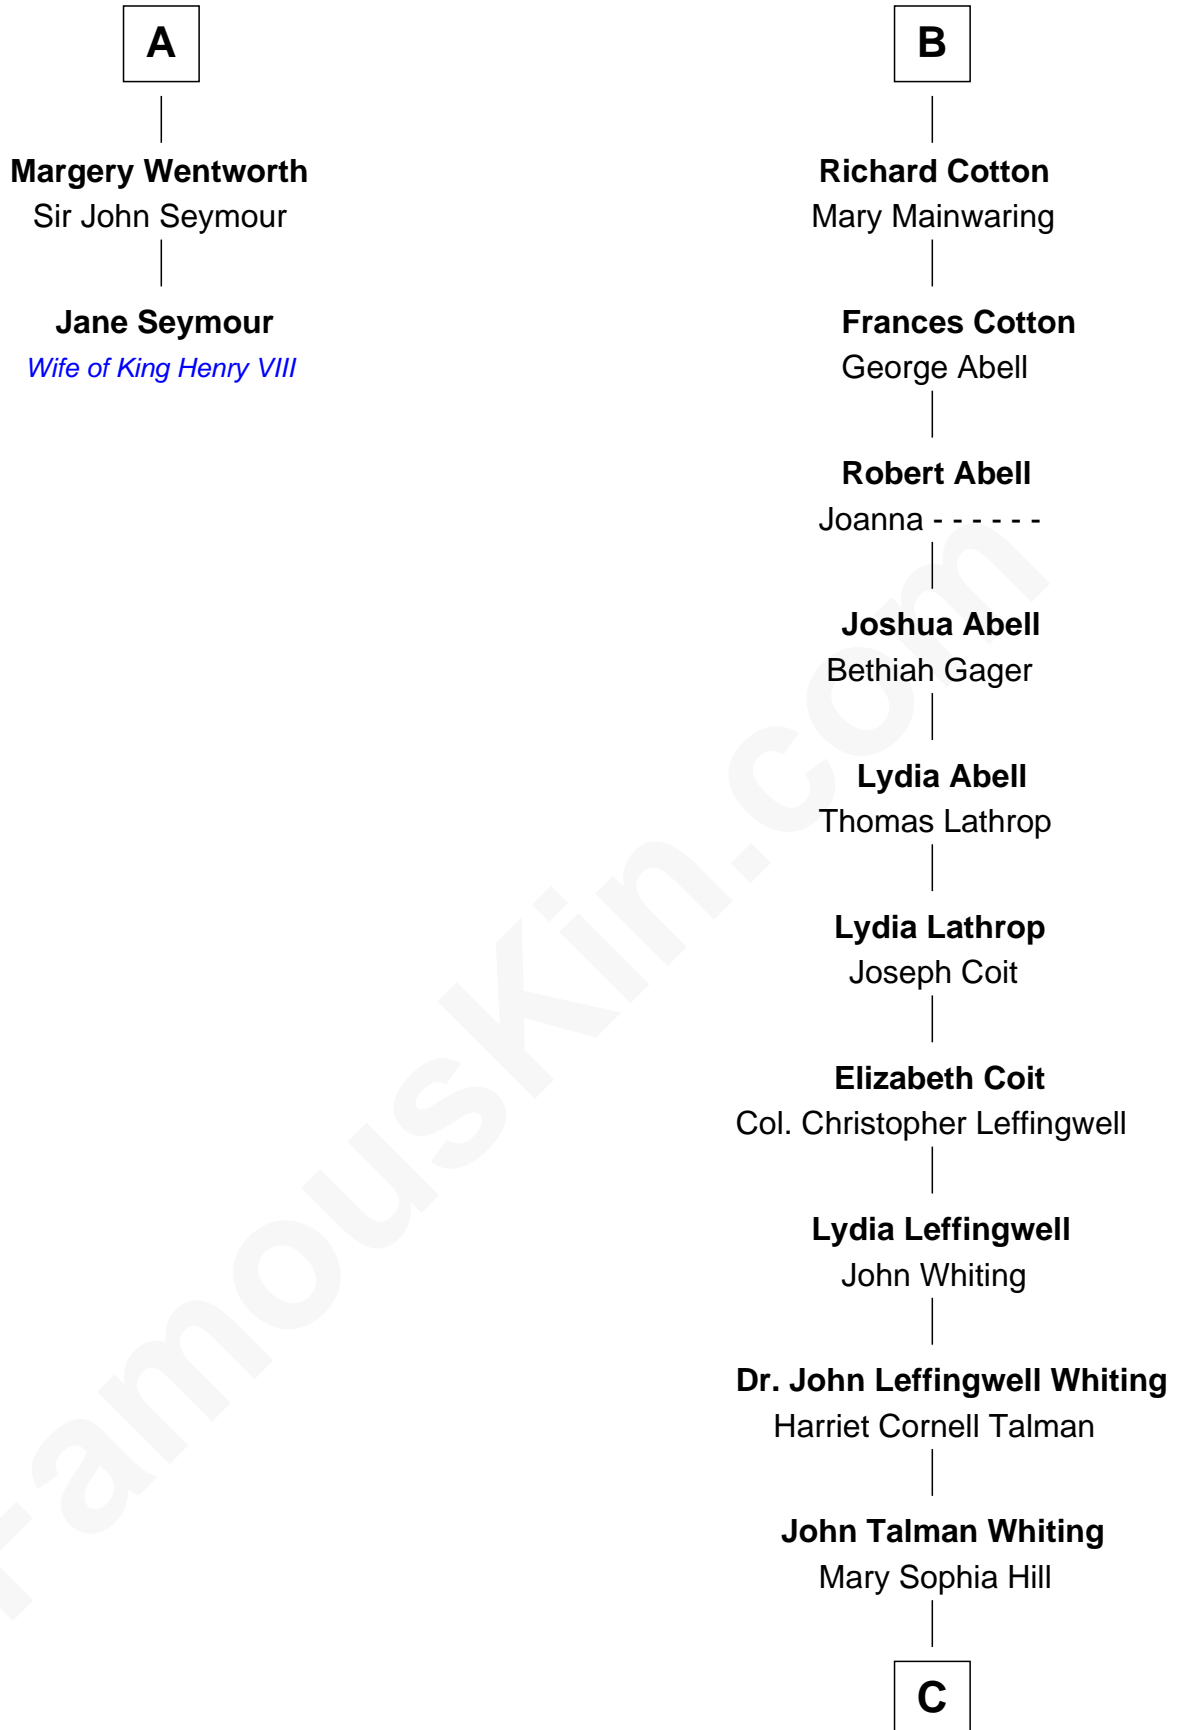 A
Margery Wentworth
Sir John Seymour
Jane Seymour
Wife of King Henry VIII
B
Richard Cotton
Mary Mainwaring
Frances Cotton
George Abell
Robert Abell
Joanna - - - - - -
Joshua Abell
Bethiah Gager
Lydia Abell
Thomas Lathrop
Lydia Lathrop
Joseph Coit
Elizabeth Coit
Col. Christopher Leffingwell
Lydia Leffingwell
John Whiting
Dr. John Leffingwell Whiting
Harriet Cornell Talman
John Talman Whiting
Mary Sophia Hill
C
FamousKin.com